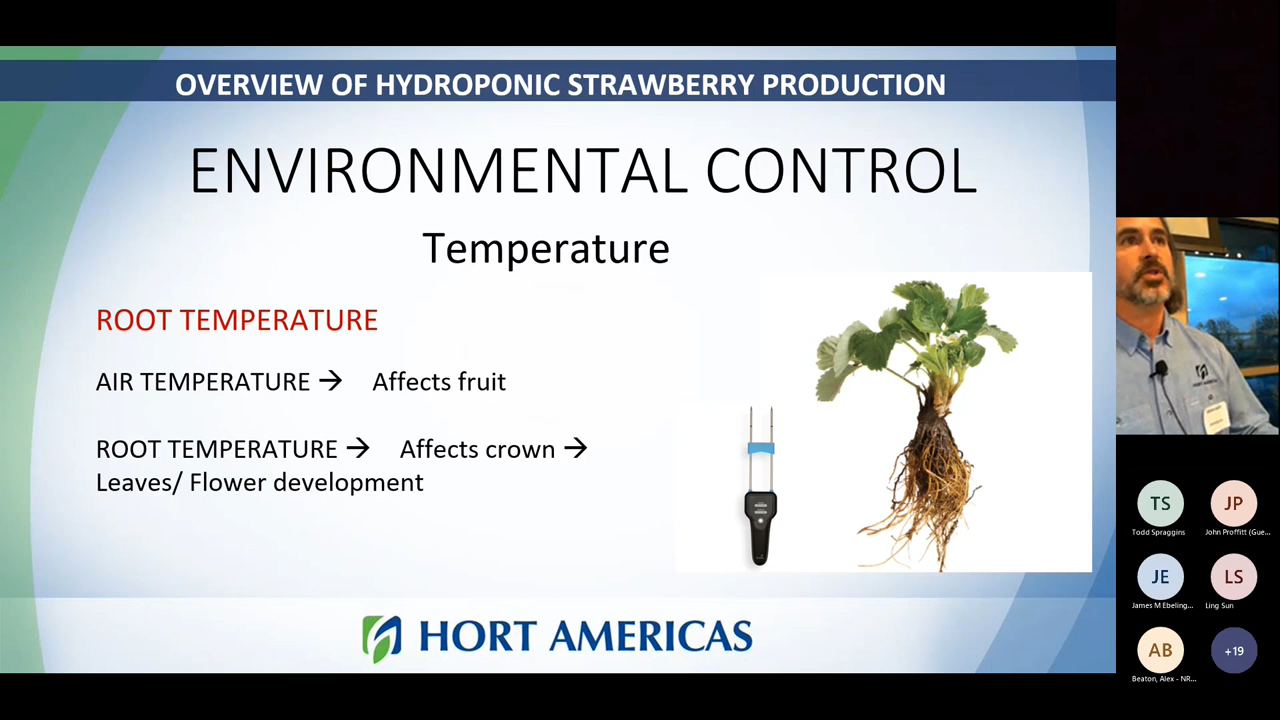 OVERVIEW OF HYDROPONIC STRAWBERRY PRODUCTION
ENVIRONMENTAL CONTROL
Temperature
ROOT TEMPERATURE
AIR TEMPERATURE → Affects fruit
ROOT TEMPERATURE → Affects crown →
Leaves/ Flower development
HORT AMERICAS
HORT AMERICAS
TS
JP
Todd Spraggins
John Proffitt (Gue...
JE
LS
James M Ebeling...
Ling Sun
AB
+19
Beaton, Alex - NR...